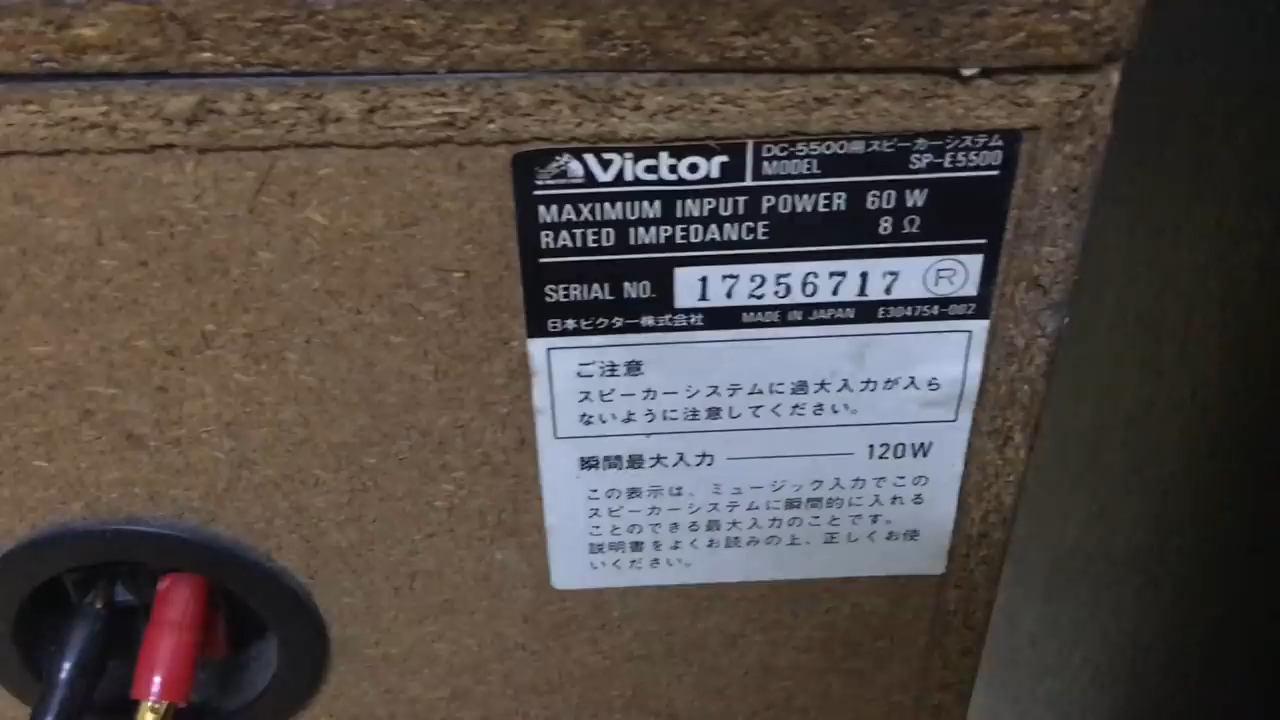 Victor
DC-5500用スピーカーシステム
MODEL SP-E5500
MAXIMUM INPUT POWER 60 W
RATED IMPEDANCE 8 Ω
SERIAL NO. 17256717 R
日本ビクター株式会社 MADE IN JAPAN E304754-002
ご注意
スピーカーシステムに過大入力が入ら
ないように注意してください。
瞬間最大入力 120W
この表示は、ミュージック入力でこの
スピーカーシステムに瞬間的に入れる
ことのできる最大入力のことです。
説明書をよくお読みの上、正しくお使
いください。